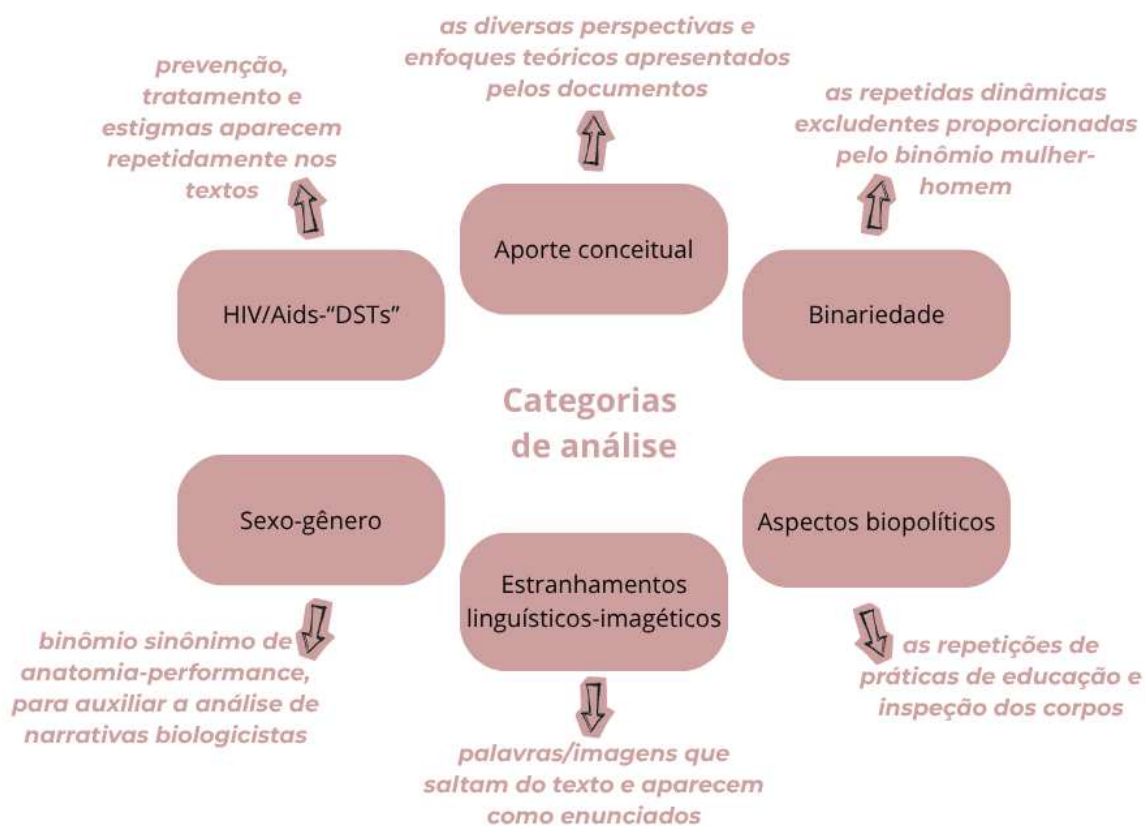 as diversas perspectivas e
enfoques teóricos apresentados
pelos documentos
prevenção,
tratamento e
estigmas aparecem
repetidamente nos
textos
as repetidas dinâmicas
excludentes proporcionadas
pelo binômio mulher-
homem
Aporte conceitual
HIV/Aids-“DSTs”
Binariedade
Categorias
de análise
Sexo-gênero
Estranhamentos
linguísticos-imagéticos
Aspectos biopolíticos
binômio sinônimo de
anatomia-performance,
para auxiliar a análise de
narrativas biologicistas
palavras/imagens que
saltam do texto e aparecem
como enunciados
as repetições de
práticas de educação e
inspeção dos corpos